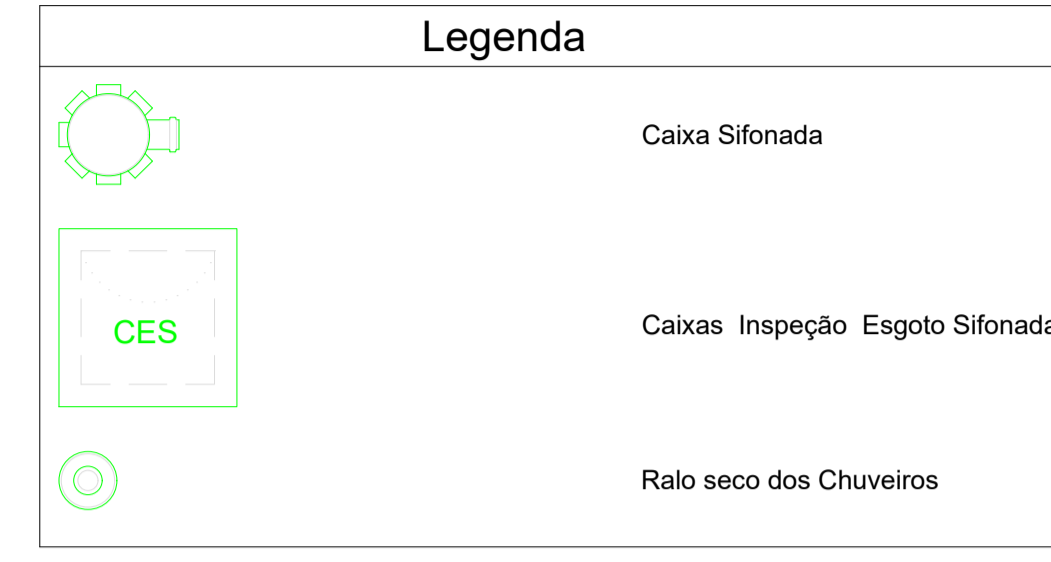 Legenda
Caixa Sifonada
CES
Caixas Inspeção Esgoto Sifonada
Ralo seco dos Chuveiros